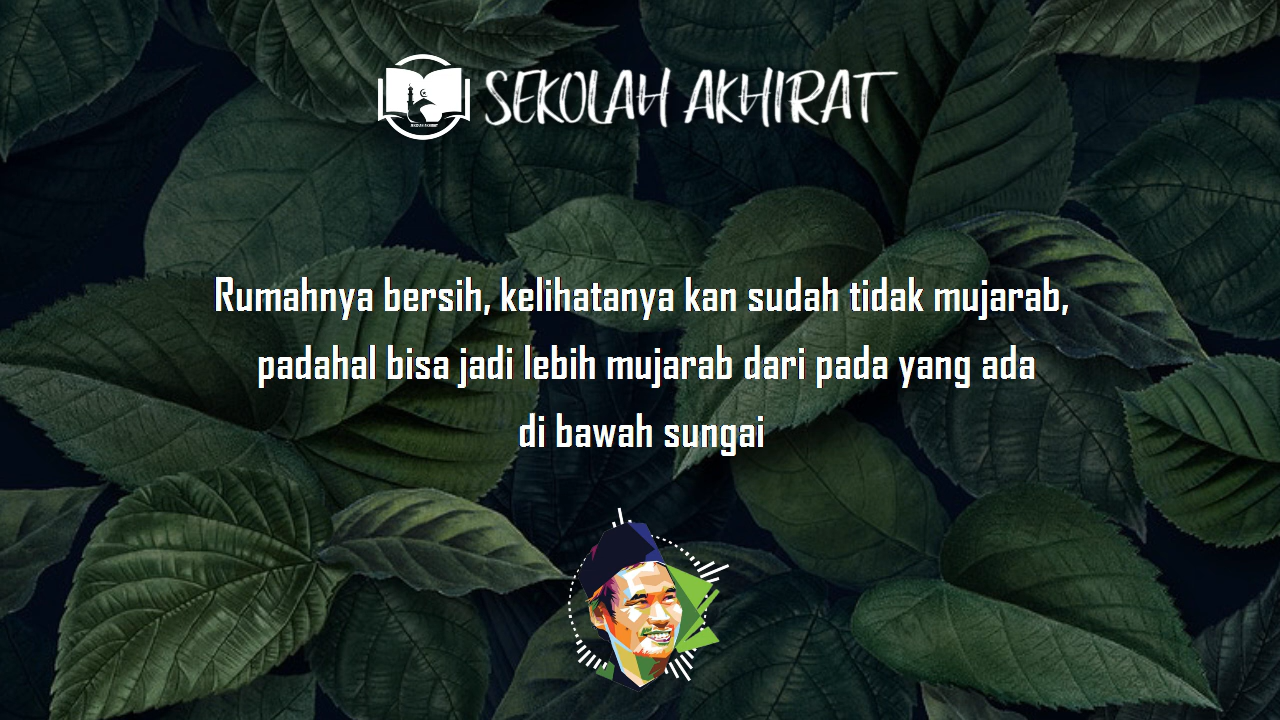 SEKOLAH AKHIRAT
Rumahnya bersih, kelihatanya kan sudah tidak mujarab,
padahal bisa jadi lebih mujarab dari pada yang ada
di bawah sungai